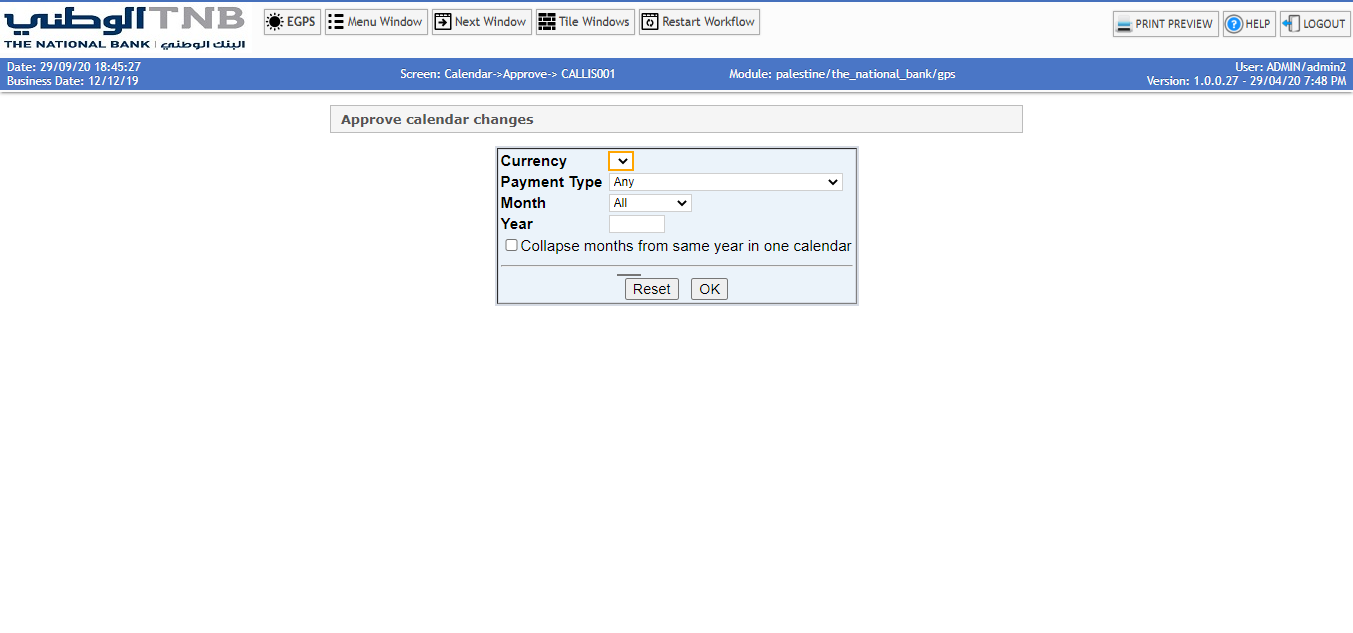 الوطني TNB
THE NATIONAL BANK | البنك الوطني
EGPS
Menu Window
Next Window
Tile Windows
Restart Workflow
PRINT PREVIEW
HELP
LOGOUT
Date: 29/09/20 18:45:27
Business Date: 12/12/19
Screen: Calendar->Approve-> CALLIS001
Module: palestine/the_national_bank/gps
User: ADMIN/admin2
Version: 1.0.0.27 - 29/04/20 7:48 PM
Approve calendar changes
Currency
Payment Type Any
Month All
Year
Collapse months from same year in one calendar
Reset OK